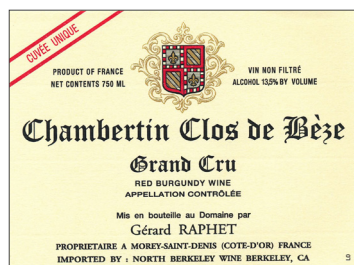 CUVÉE UNIQUE
PRODUCT OF FRANCE
NET CONTENTS 750 ML
VIN NON FILTRÉ
ALCOHOL 13,5% BY VOLUME
Chambertin Clos de Bèze
Grand Cru
RED BURGUNDY WINE
APPELLATION CONTRÔLÉE
Mis en bouteille au Domaine par
Gérard RAPHET
PROPRIETAIRE A MOREY-SAINT-DENIS (COTE-D'OR) FRANCE
IMPORTED BY : NORTH BERKELEY WINE BERKELEY, CA